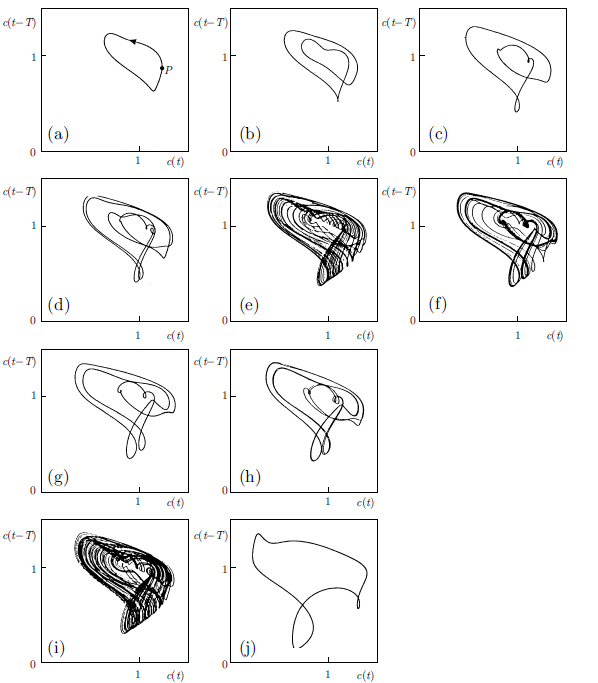 c(t−T) c(t−T) c(t−T)
1 P 1 1
(a) (b) (c)
0 1 c(t) 0 1 c(t) 0 1 c(t)
c(t−T) c(t−T) c(t−T)
1 1 1
(d) (e) (f)
0 1 c(t) 0 1 c(t) 0 1 c(t)
c(t−T) c(t−T)
1 1
(g) (h)
0 1 c(t) 0 1 c(t)
c(t−T) c(t−T)
1 1
(i) (j)
0 1 c(t) 0 1 c(t)